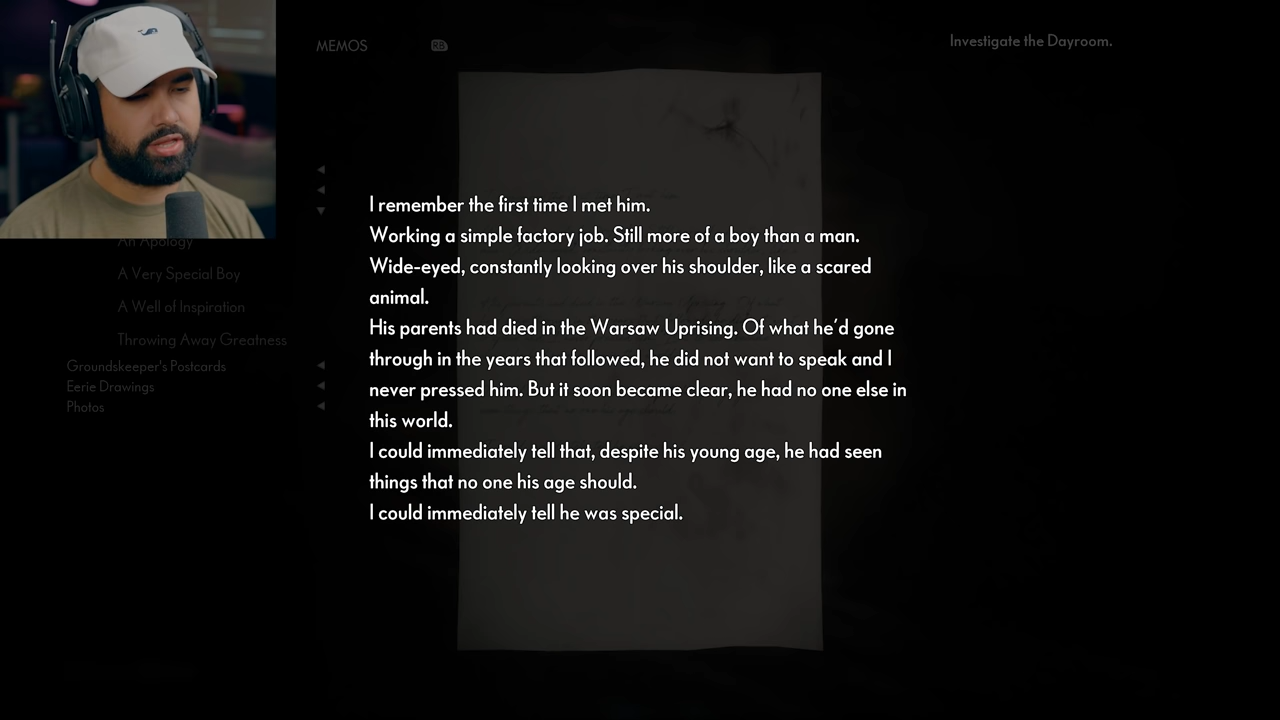 MEMOS
RB
Investigate the Dayroom.
An Apology
A Very Special Boy
A Well of Inspiration
Throwing Away Greatness
Groundskeeper's Postcards
Eerie Drawings
Photos
I remember the first time I met him.
Working a simple factory job. Still more of a boy than a man.
Wide-eyed, constantly looking over his shoulder, like a scared
animal.
His parents had died in the Warsaw Uprising. Of what he'd gone
through in the years that followed, he did not want to speak and I
never pressed him. But it soon became clear, he had no one else in
this world.
I could immediately tell that, despite his young age, he had seen
things that no one his age should.
I could immediately tell he was special.